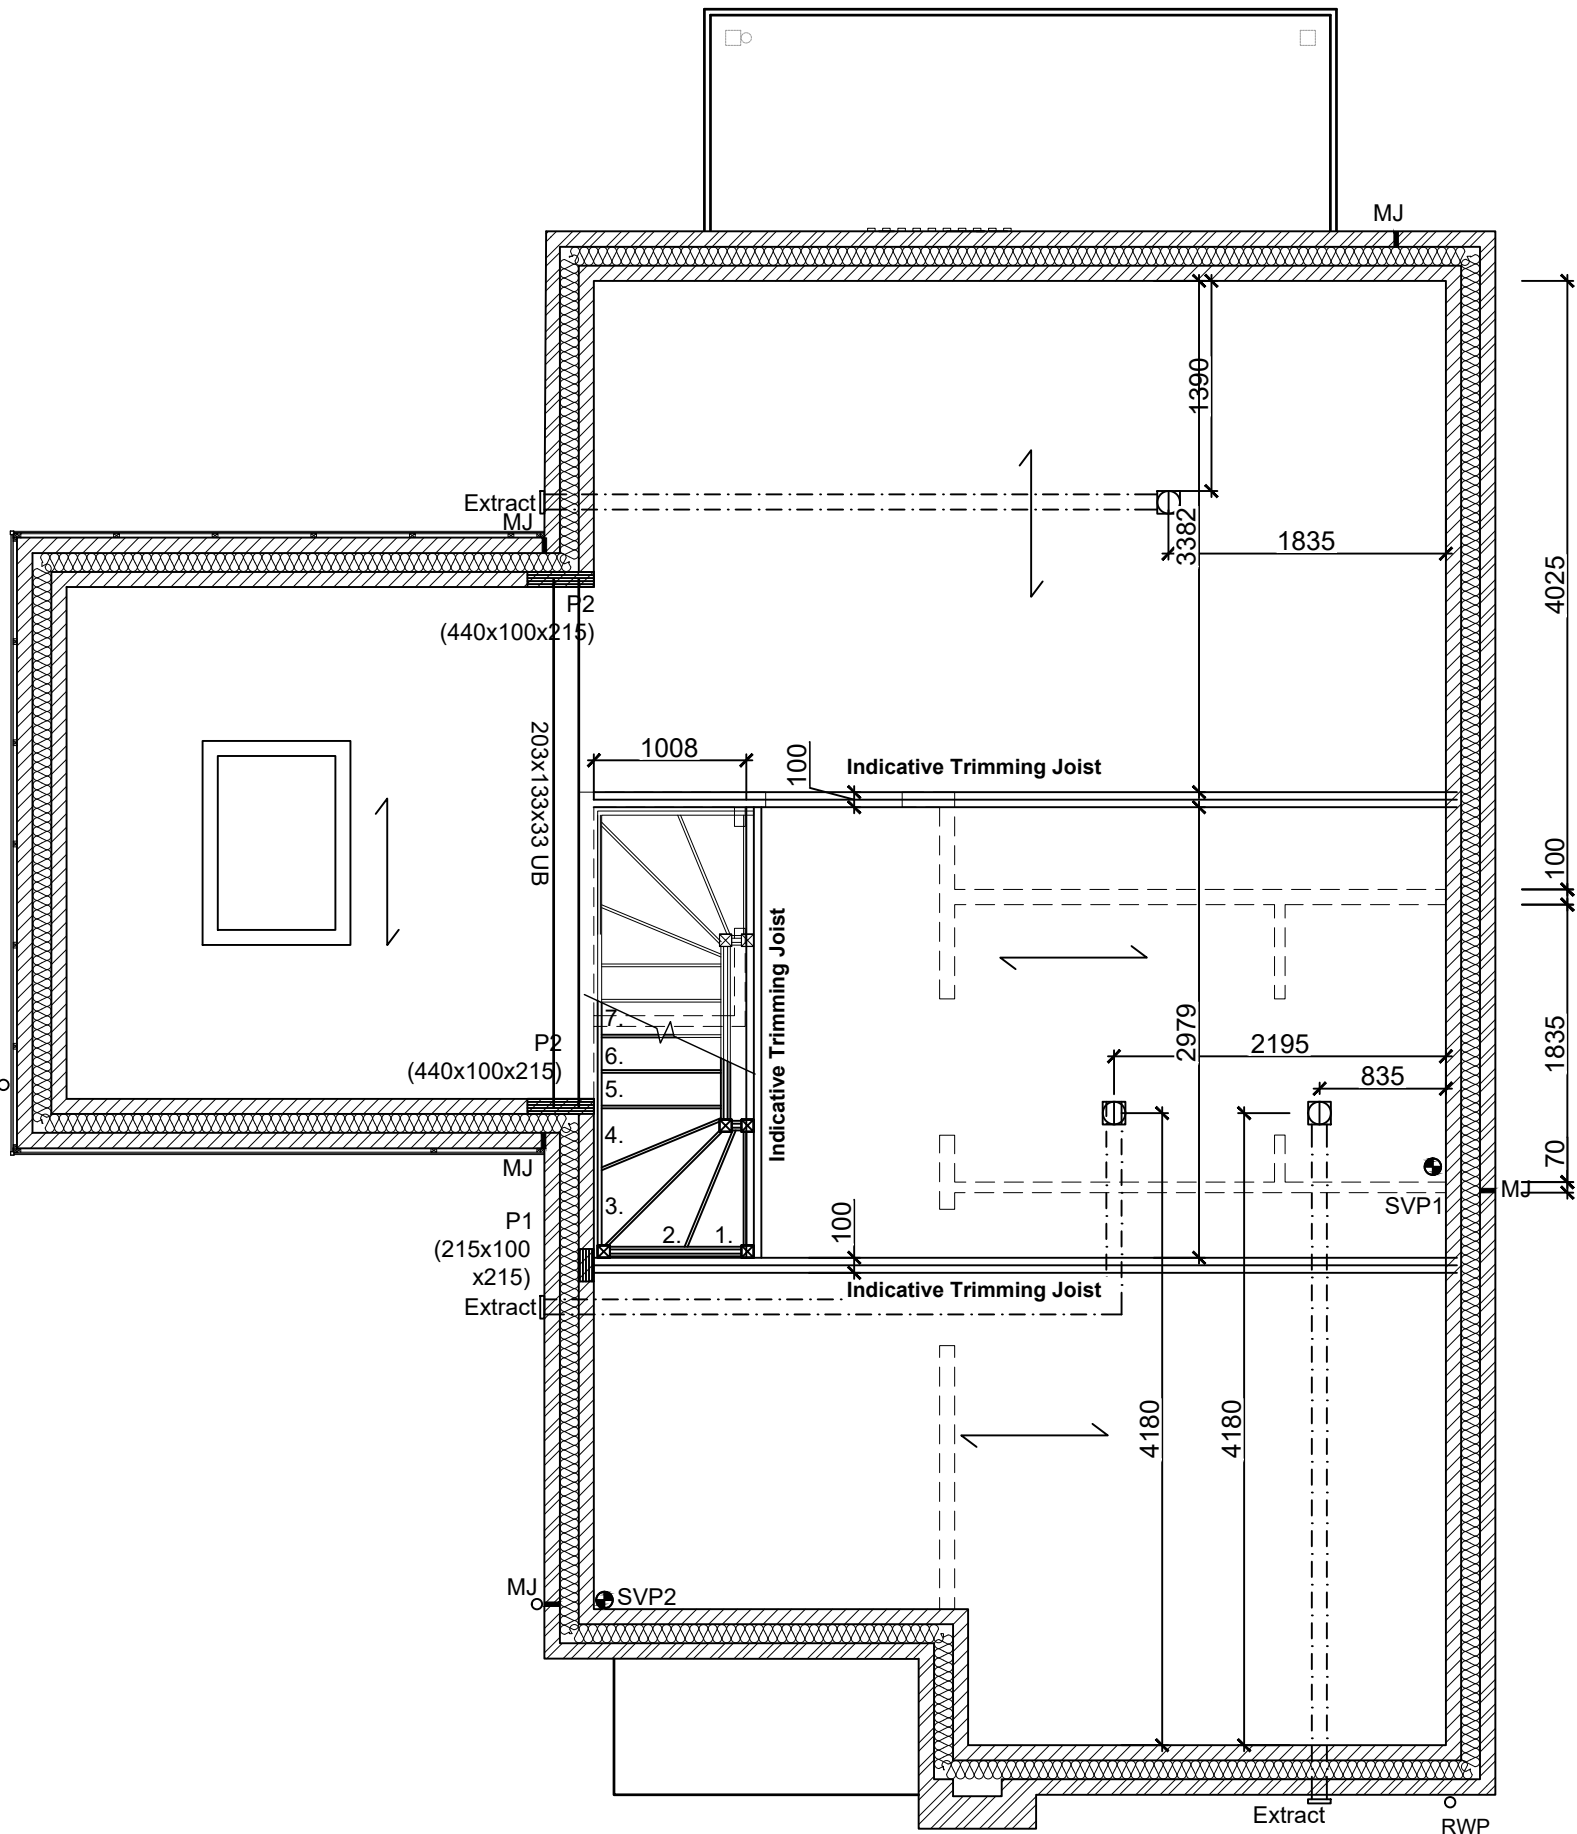 MJ
1390
Extract
MJ
3382
1835
4025
P2
(440x100x215)
203x133x33 UB
1008
100
Indicative Trimming Joist
100
Indicative Trimming Joist
2979
7.
P2
(440x100x215)
6.
5.
4.
3.
2.
1.
2195
835
1835
70
MJ
SVP1
MJ
P1
(215x100
x215)
Extract
100
Indicative Trimming Joist
4180
4180
MJ
SVP2
Extract
RWP